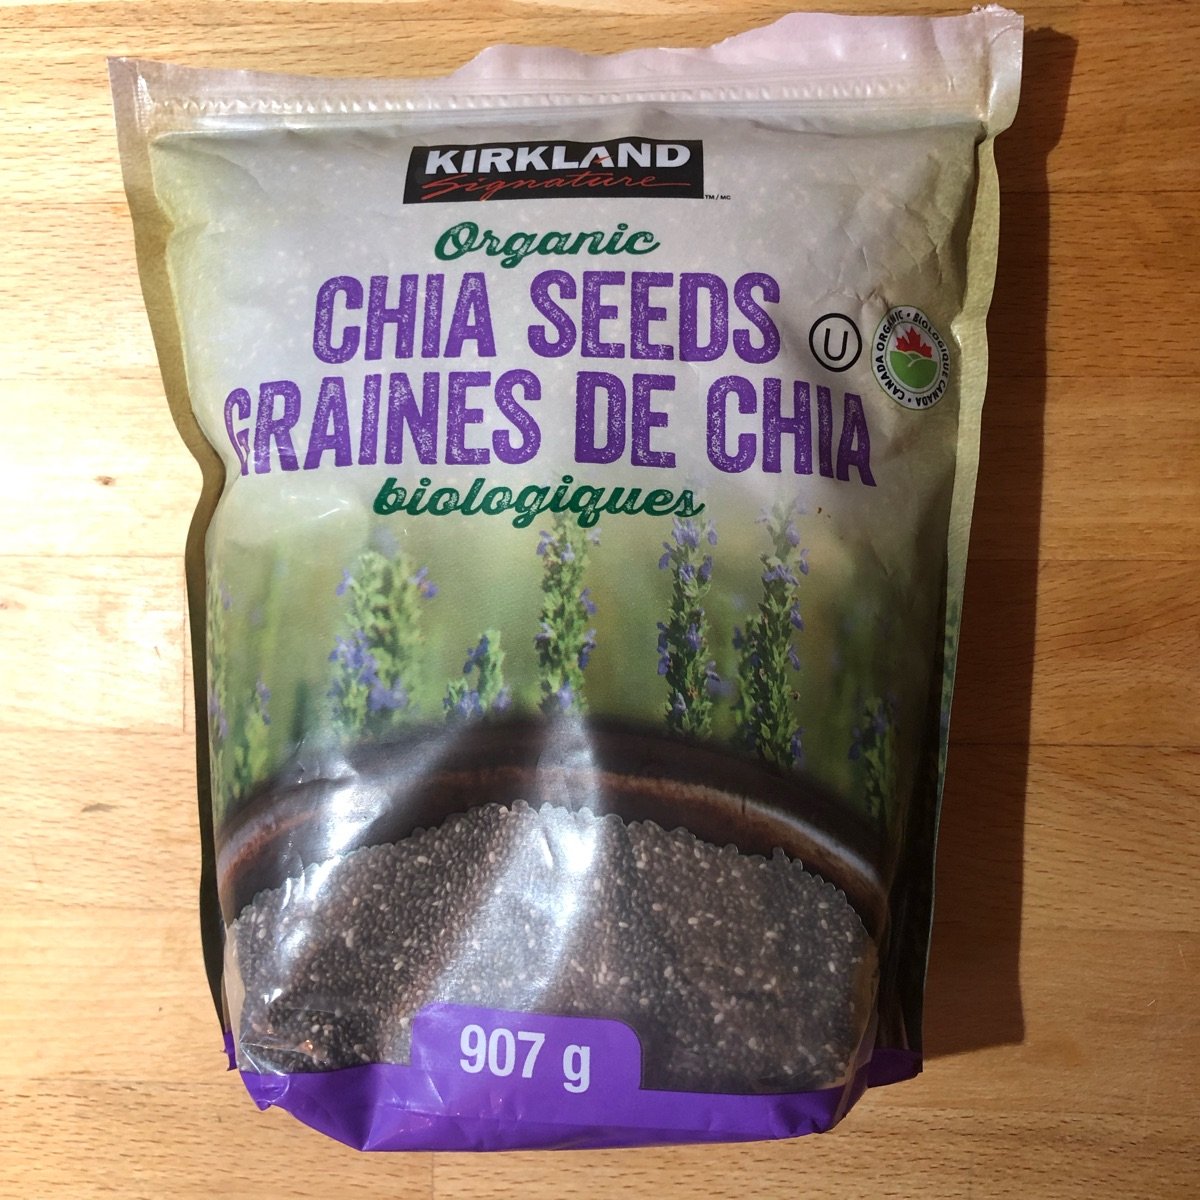 KIRKLAND
Signature
TM / MC
Organic
CHIA SEEDS
GRAINES DE CHIA
biologiques
U
CANADA ORGANIC • BIOLOGIQUE CANADA •
907 g